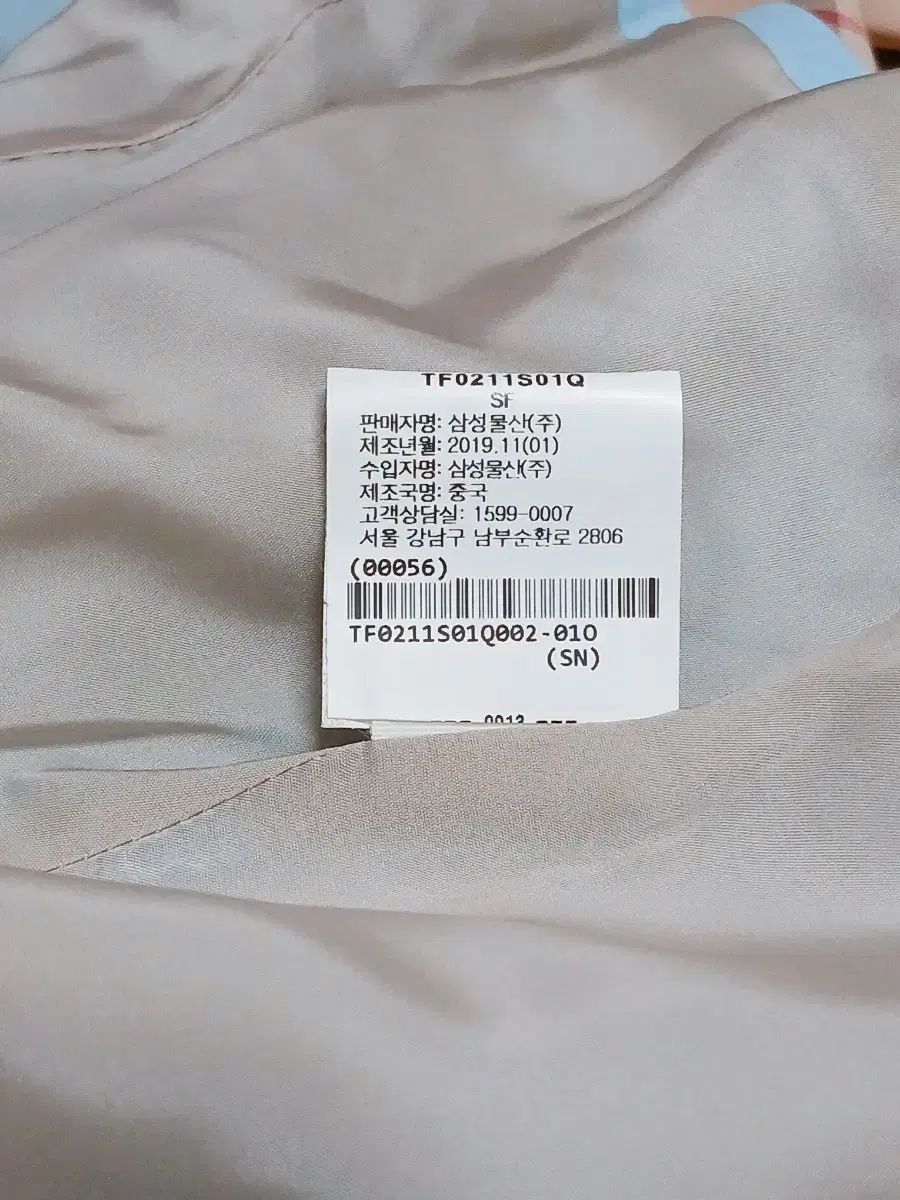 TF0211S01Q
SF
판매자명: 삼성물산(주)
제조년월: 2019.11(01)
수입자명: 삼성물산(주)
제조국명: 중국
고객상담실: 1599-0007
서울 강남구 남부순환로 2806
(00056)
TF0211S01Q002-01O
(SN)
0013